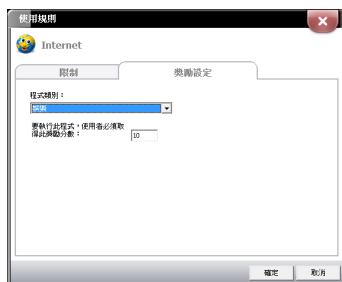 使用規則
Internet
限制
獎勵設定
程式類別：
娛樂
要執行此程式，使用者必須取
得此獎勵分數：
10
確定
取消